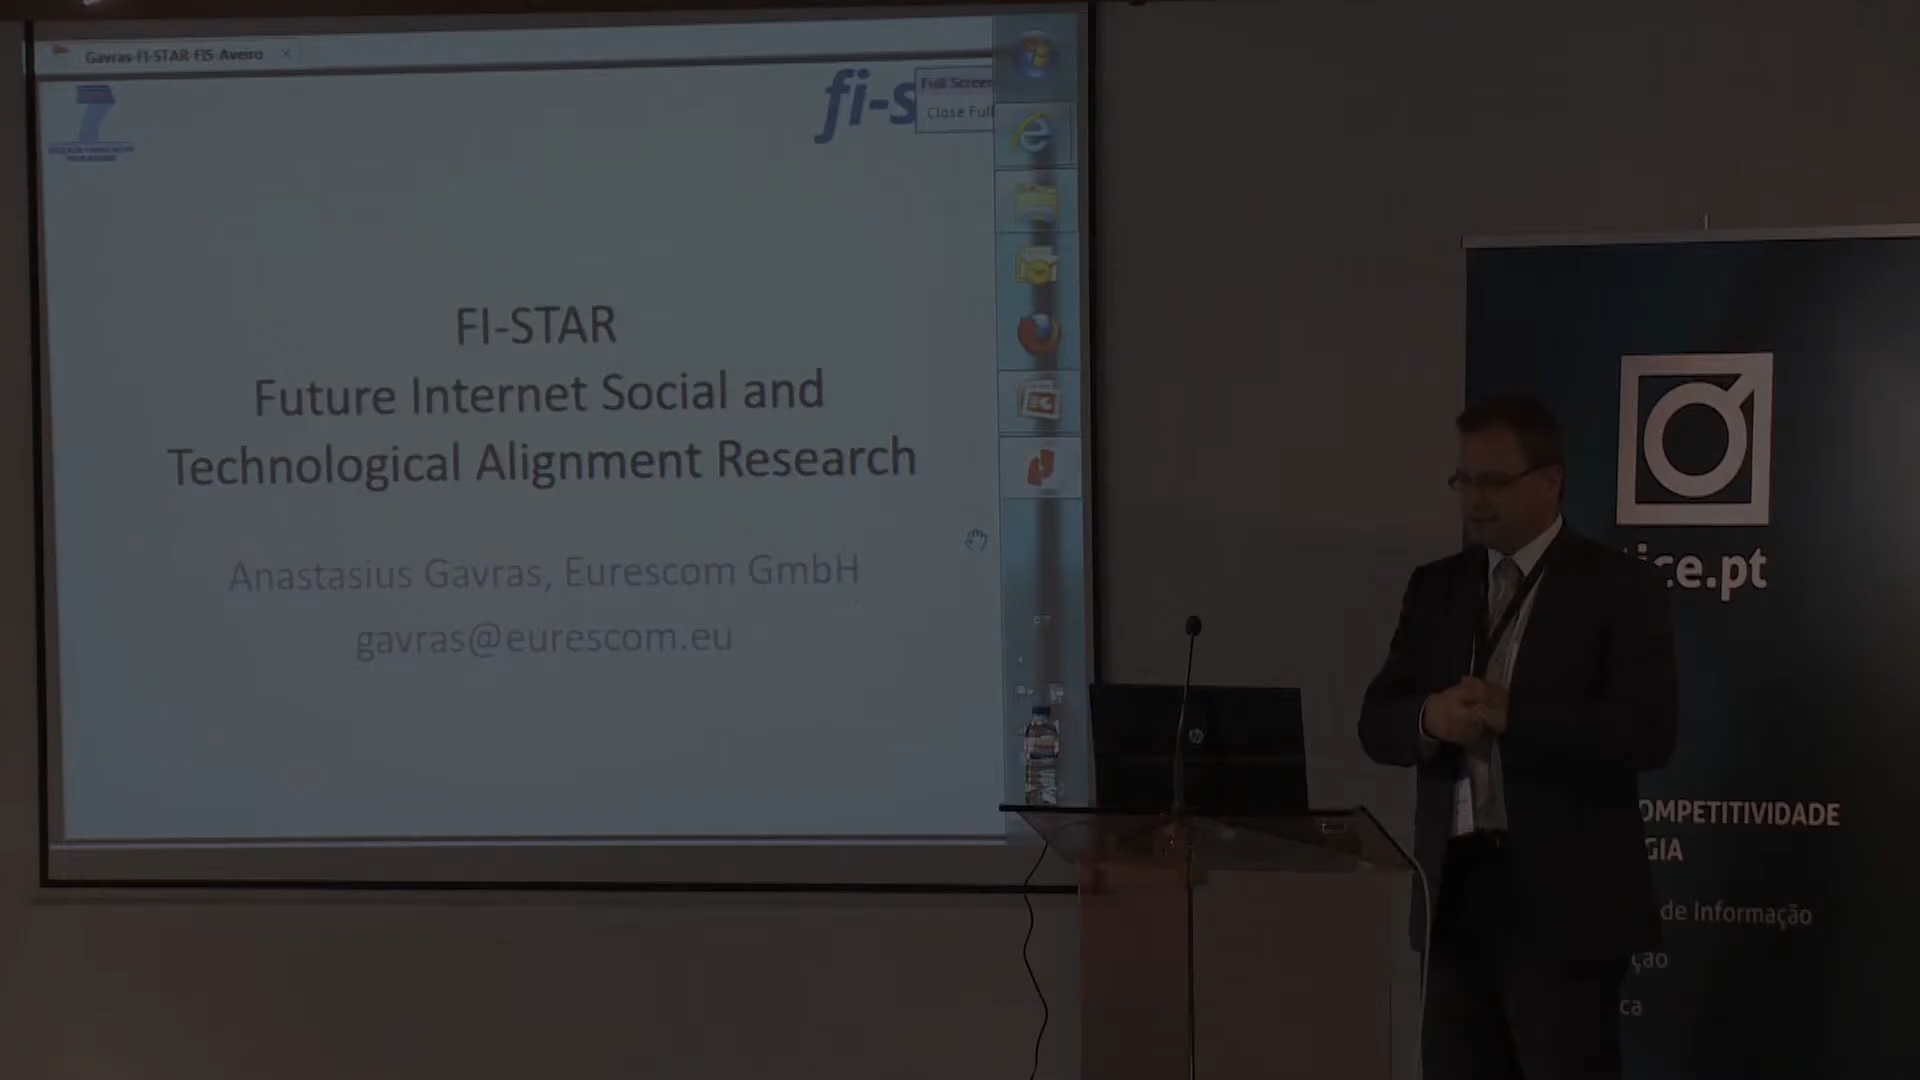 Gavras-FI-STAR-FIS-Aveiro
fi-s
Full Screen
Close Full
FI-STAR
Future Internet Social and
Technological Alignment Research
Anastasius Gavras, Eurescom GmbH
gavras@eurescom.eu
ice.pt
OMPETITIVIDADE
GIA
de Informação
ção
ca